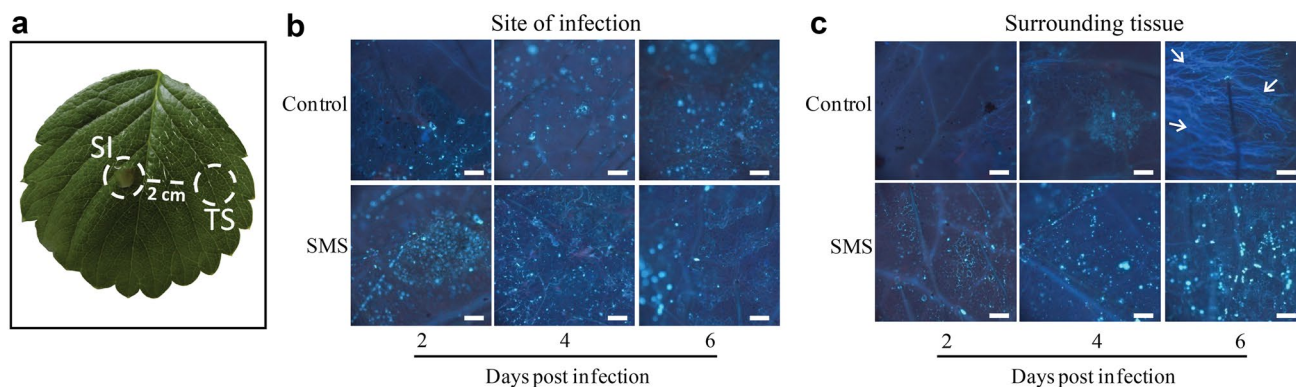 a
SI
2 cm
TS
b
Site of infection
Control
SMS
2 4 6
Days post infection
c
Surrounding tissue
Control
SMS
2 4 6
Days post infection